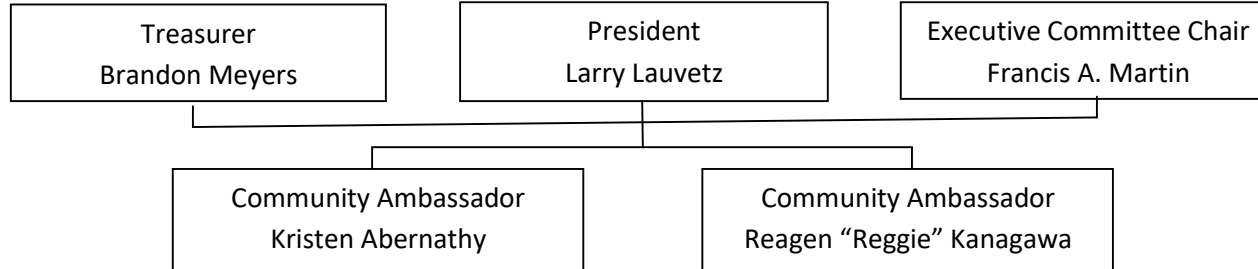 Treasurer
Brandon Meyers
President
Larry Lauvetz
Executive Committee Chair
Francis A. Martin
Community Ambassador
Kristen Abernathy
Community Ambassador
Reagen “Reggie” Kanagawa